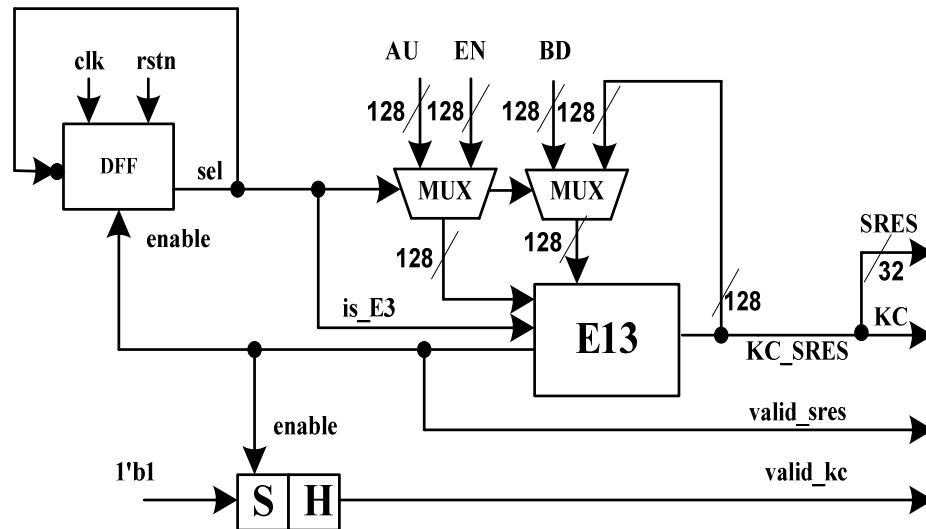 AU EN BD
clk rstn
128 128 128 128
DFF
sel
MUX MUX
enable
SRES
128 128
32
is_E3
128
KC
E13
KC_SRES
enable
valid_sres
1'b1
S H
valid_kc